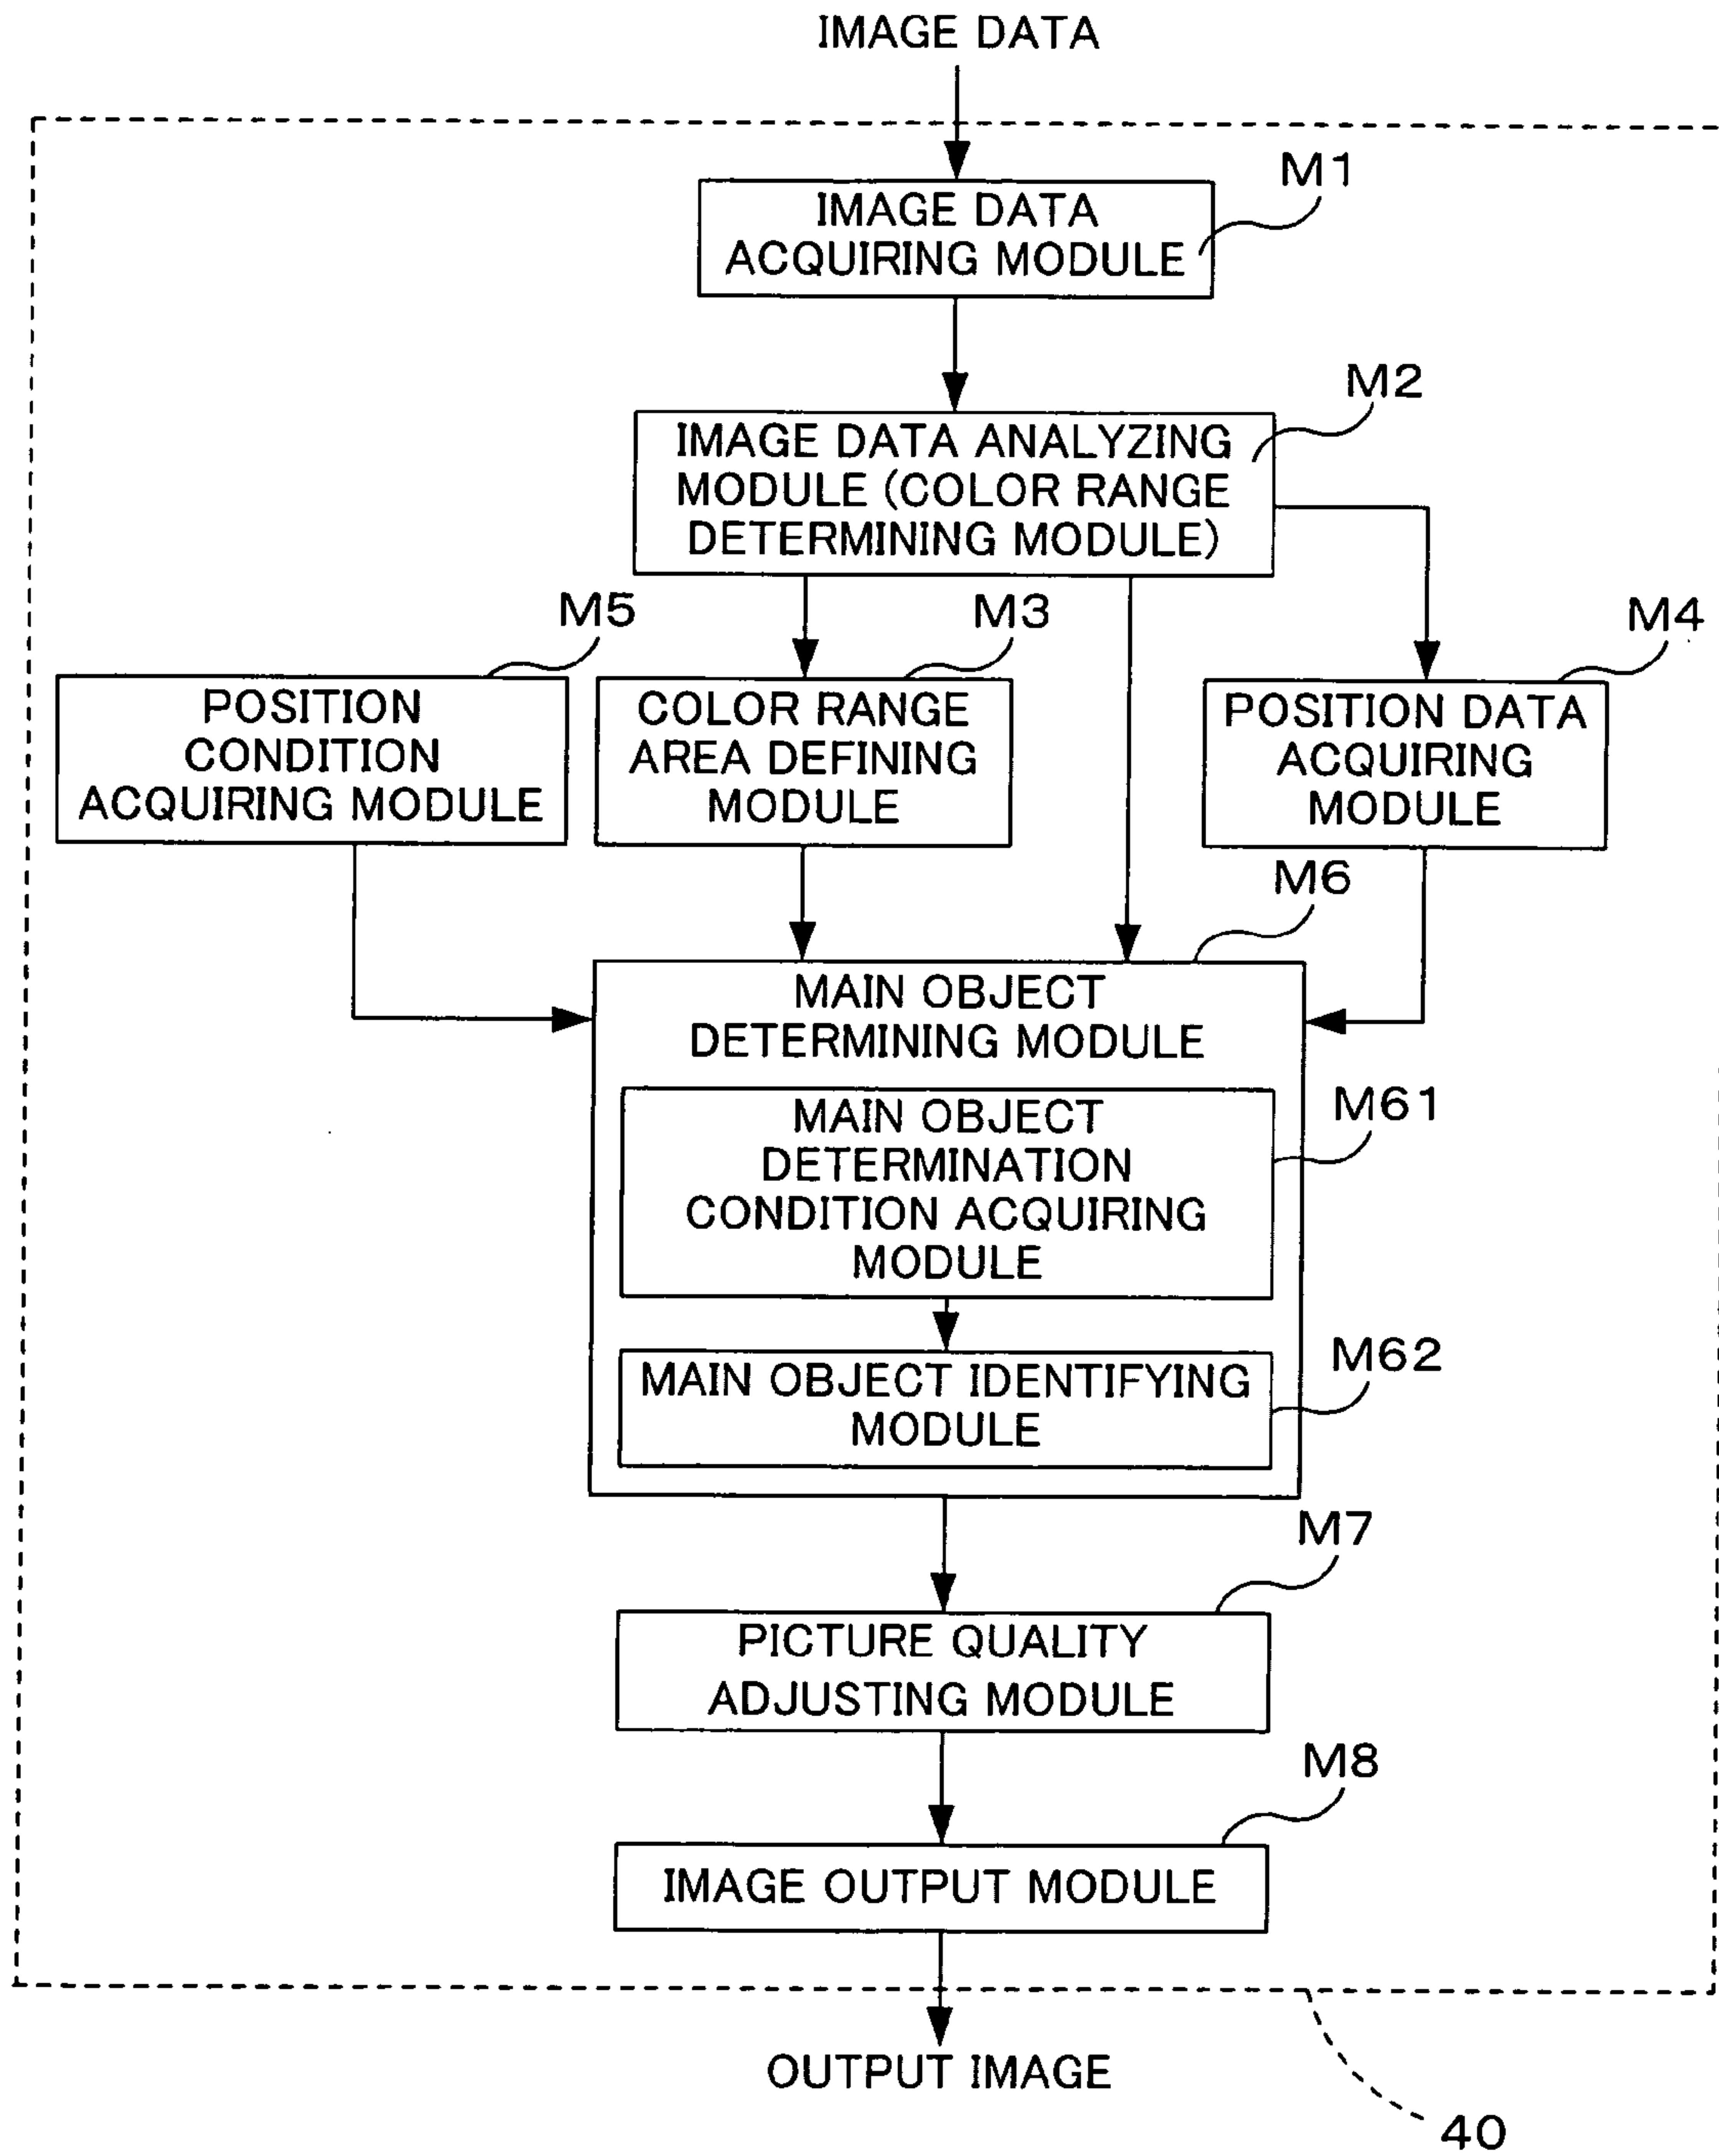 IMAGE DATA
M1
IMAGE DATA
ACQUIRING MODULE
M2
IMAGE DATA ANALYZING
MODULE (COLOR RANGE
DETERMINING MODULE)
M5
M3
M4
POSITION
CONDITION
ACQUIRING MODULE
COLOR RANGE
AREA DEFINING
MODULE
POSITION DATA
ACQUIRING
MODULE
M6
MAIN OBJECT
DETERMINING MODULE
M61
MAIN OBJECT
DETERMINATION
CONDITION ACQUIRING
MODULE
M62
MAIN OBJECT IDENTIFYING
MODULE
M7
PICTURE QUALITY
ADJUSTING MODULE
M8
IMAGE OUTPUT MODULE
OUTPUT IMAGE
40